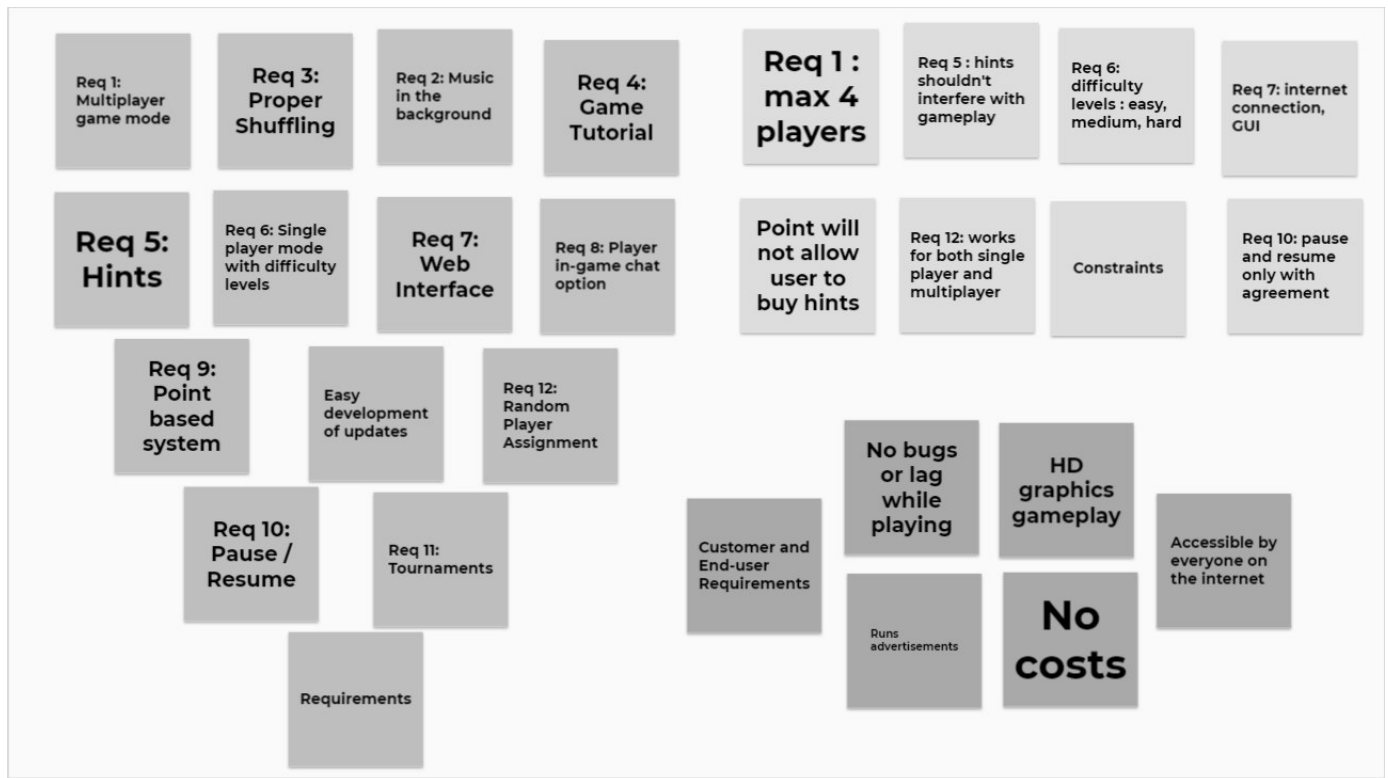 Req 1:
Multiplayer
game mode
Req 3:
Proper
Shuffling
Req 2: Music
in the
background
Req 4:
Game
Tutorial
Req 5:
Hints
Req 6: Single
player mode
with difficulty
levels
Req 7:
Web
Interface
Req 8: Player
in-game chat
option
Req 9:
Point
based
system
Easy
development
of updates
Req 12:
Random
Player
Assignment
Req 10:
Pause /
Resume
Req 11:
Tournaments
Requirements
Req 1 :
max 4
players
Req 5 : hints
shouldn't
interfere with
gameplay
Req 6:
difficulty
levels : easy,
medium, hard
Req 7: internet
connection,
GUI
Point will
not allow
user to
buy hints
Req 12: works
for both single
player and
multiplayer
Constraints
Req 10: pause
and resume
only with
agreement
Customer and
End-user
Requirements
No bugs
or lag
while
playing
HD
graphics
gameplay
Accessible by
everyone on
the internet
Runs
advertisements
No
costs